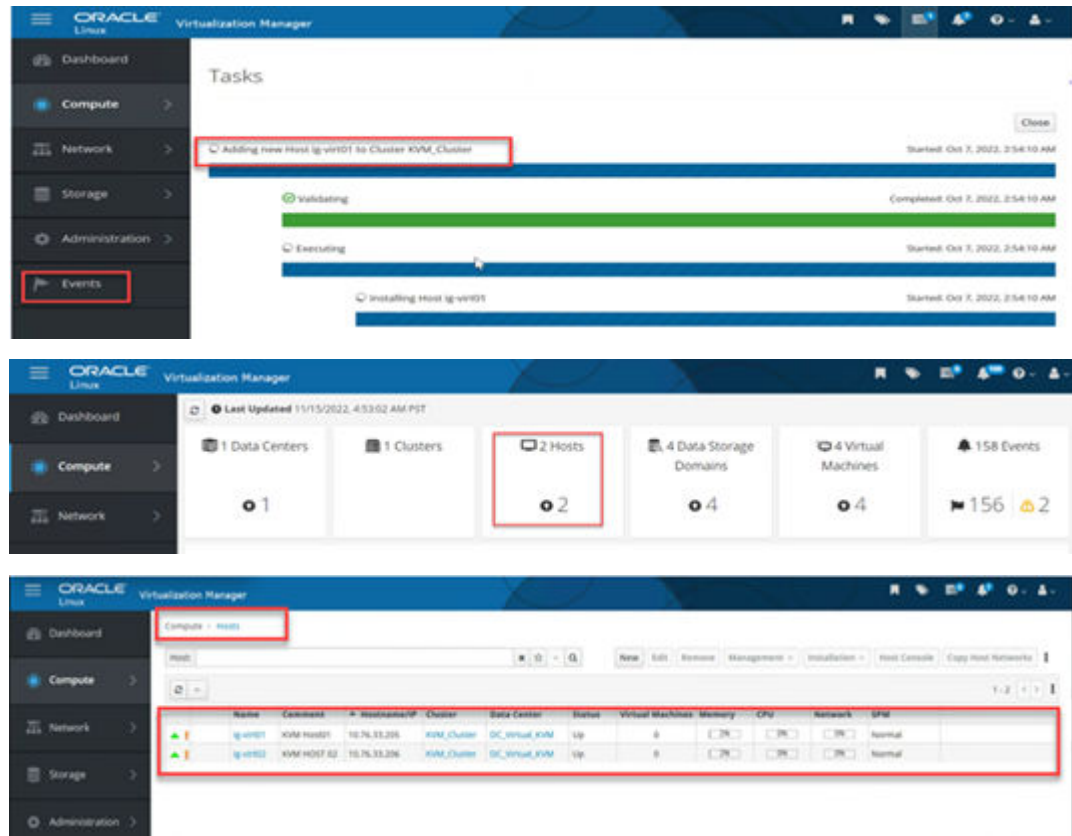 ORACLE
Linux
Virtualization Manager
Dashboard
Compute
Network
Storage
Administration
Events
Tasks
Close
Adding new Host ig-virt01 to Cluster KVM_Cluster
Started: Oct 7, 2022, 2:54:10 AM
Validating
Completed: Oct 7, 2022, 2:54:10 AM
Executing
Started: Oct 7, 2022, 2:54:10 AM
Installing Host ig-virt01
Started: Oct 7, 2022, 2:54:10 AM
ORACLE
Linux
Virtualization Manager
Dashboard
Compute
Network
Last Updated 11/15/2022, 4:53:02 AM PST
1 Data Centers
1
1 Clusters
2 Hosts
2
4 Data Storage
Domains
4
4 Virtual
Machines
4
158 Events
156 2
ORACLE
Linux
Virtualization Manager
Dashboard
Compute
Network
Storage
Administration
Compute > Hosts
Host:
New Edit Remove Management Installation Host Console Copy Host Networks
1-2
Name Comment Hostname/IP Cluster Data Center Status Virtual Machines Memory CPU Network SPM
ig-virt01 KVM Host01 10.76.33.205 KVM_Cluster DC_Virtual_KVM Up 0 Normal
ig-virt02 KVM HOST 02 10.76.33.206 KVM_Cluster DC_Virtual_KVM Up 0 Normal